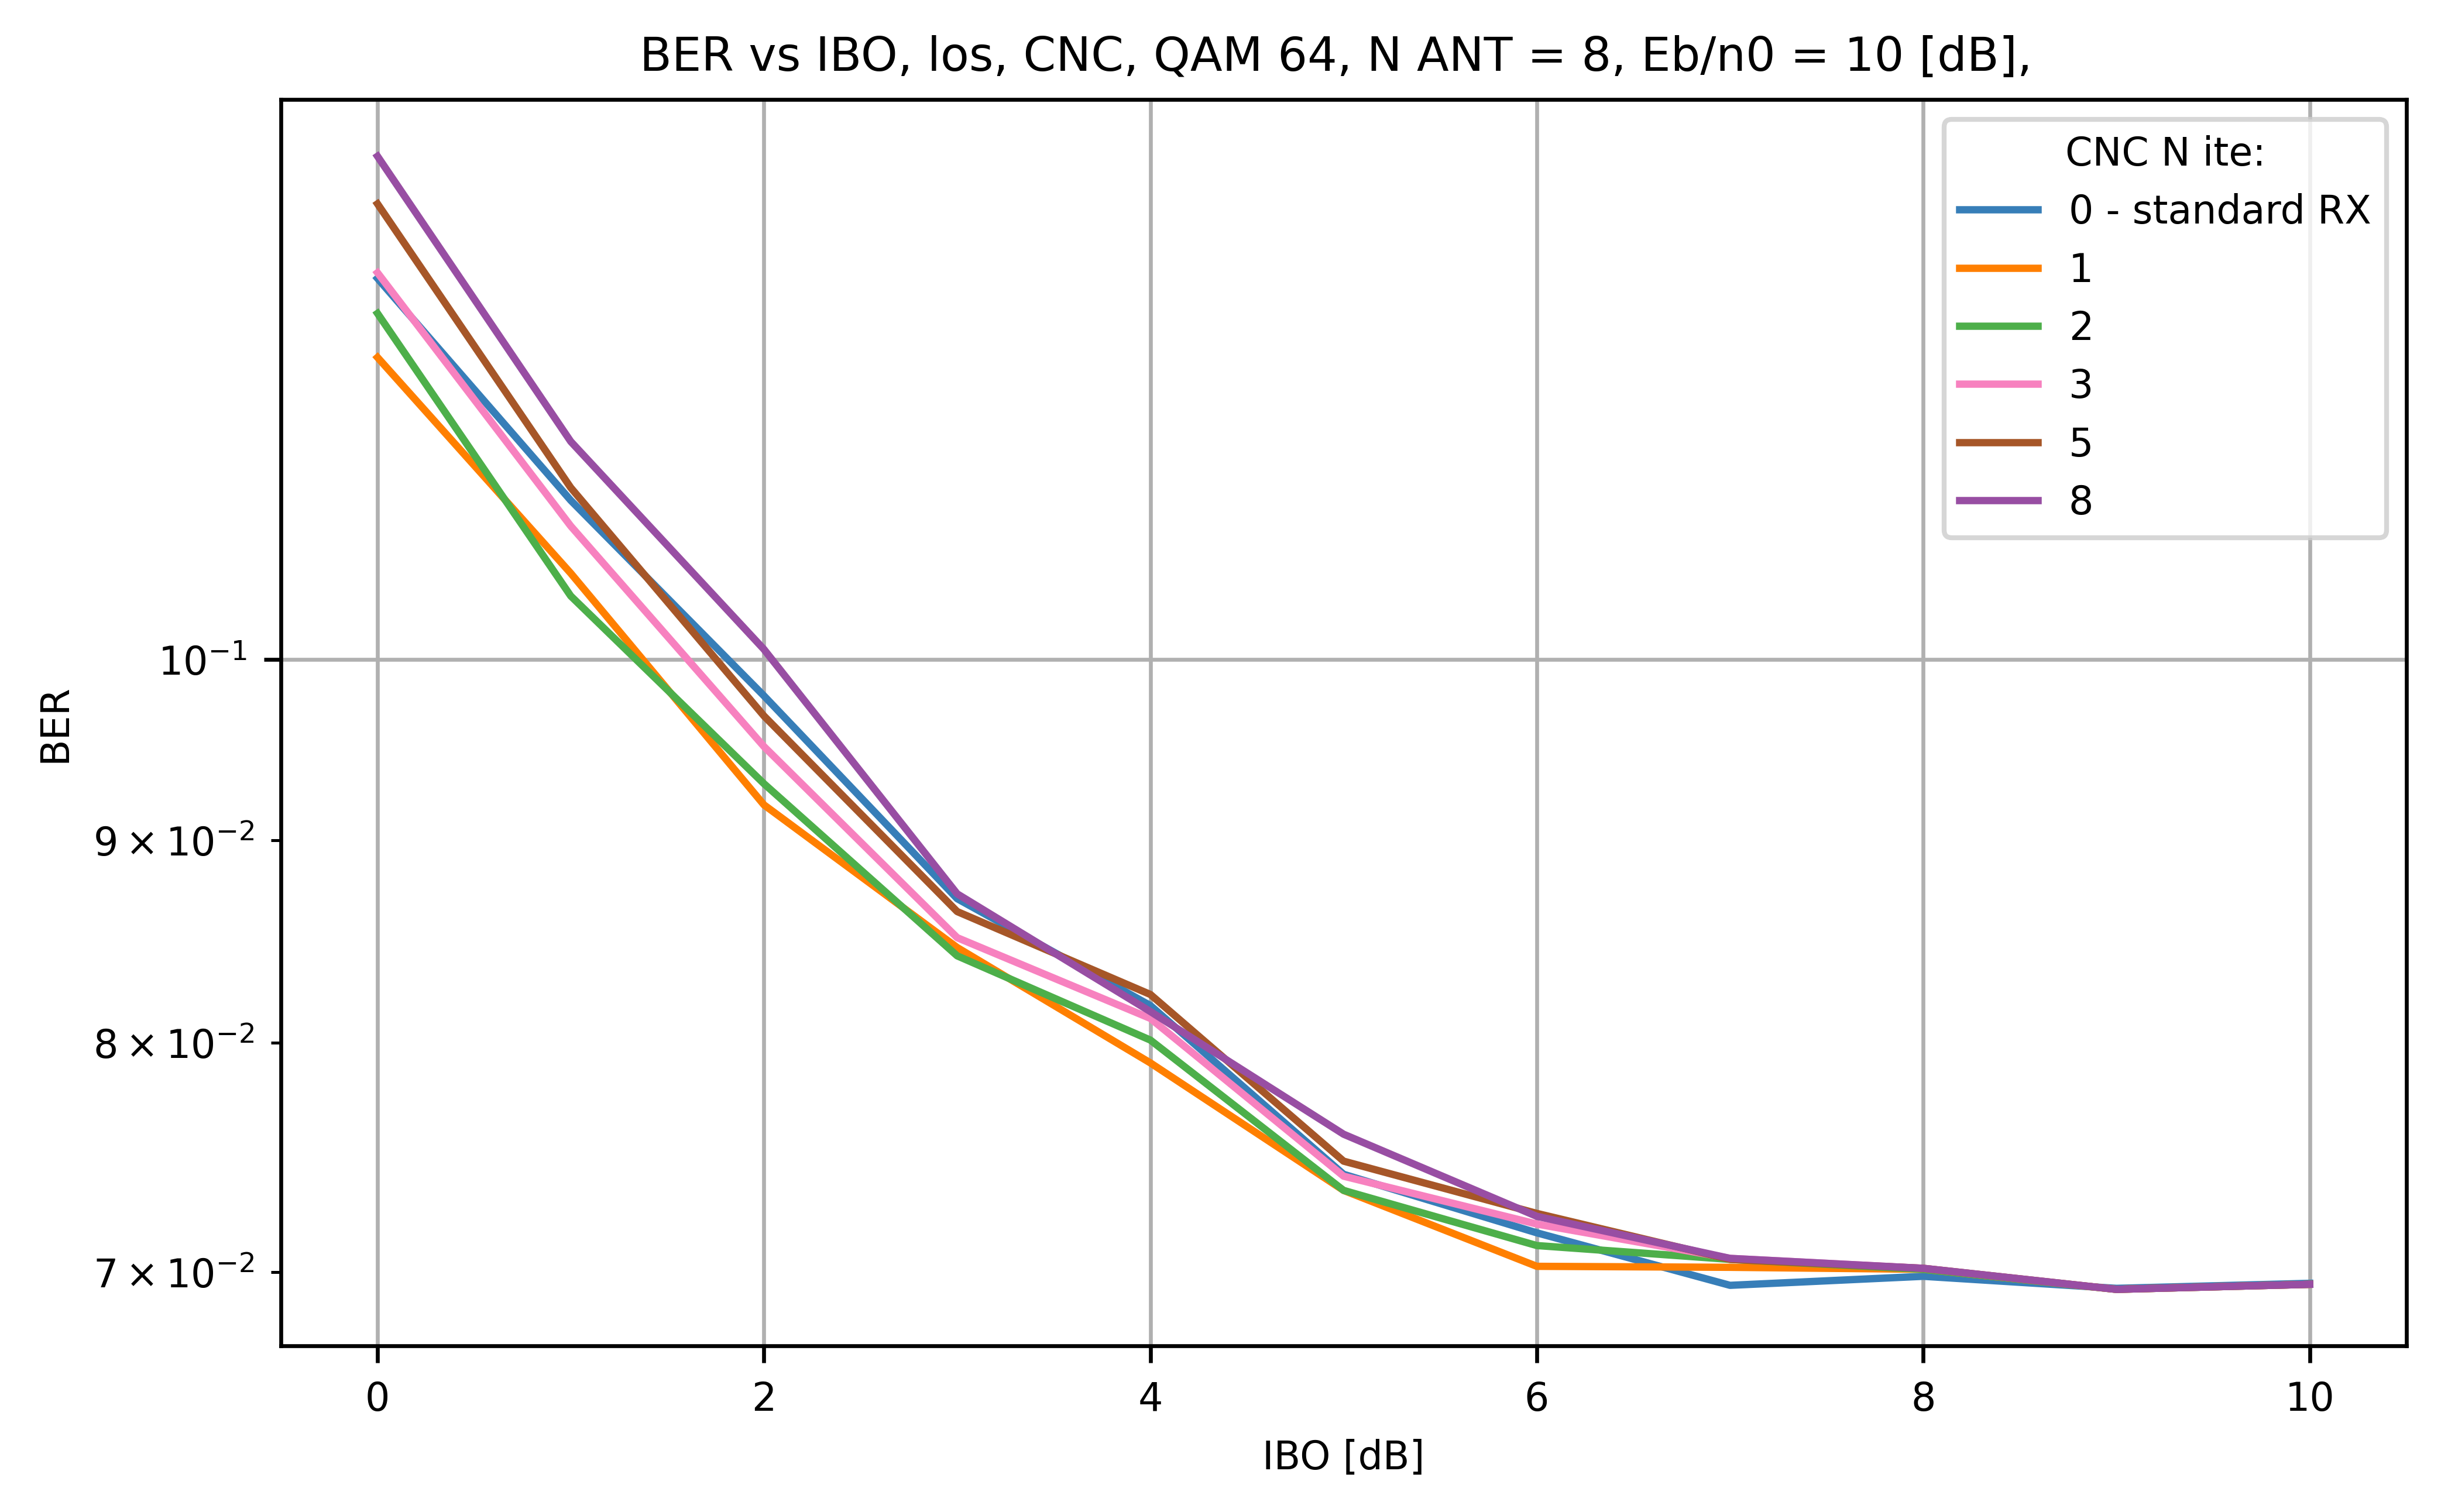 BER vs IBO, los, CNC, QAM 64, N ANT = 8, Eb/n0 = 10 [dB],
CNC N ite:
0 - standard RX
1
2
3
5
8
BER
10⁻¹
9 × 10⁻²
8 × 10⁻²
7 × 10⁻²
0 2 4 6 8 10
IBO [dB]